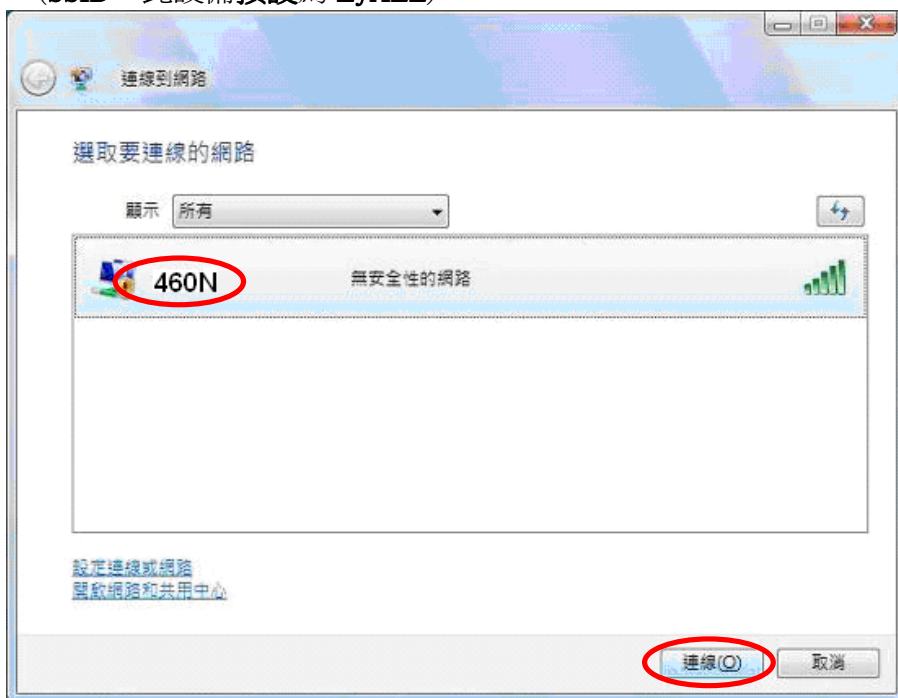 連線到網路
選取要連線的網路
顯示 所有
460N 無安全性的網路
設定連線或網路
開啟網路和共用中心
連線(O) 取消